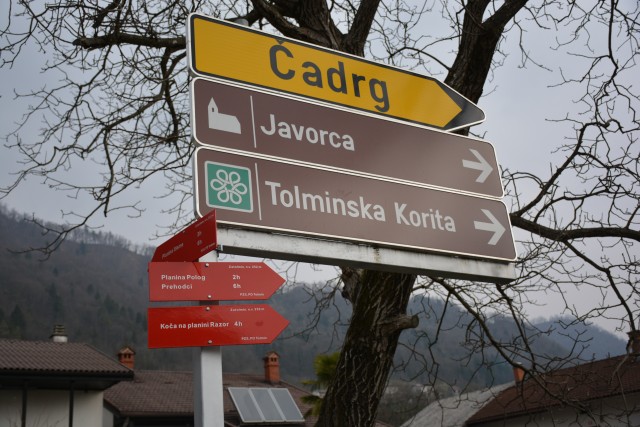 Čadrg
Javorca
Tolminska Korita
Planina Polog 2h
Prehodci 6h
Koča na planini Razor 4h